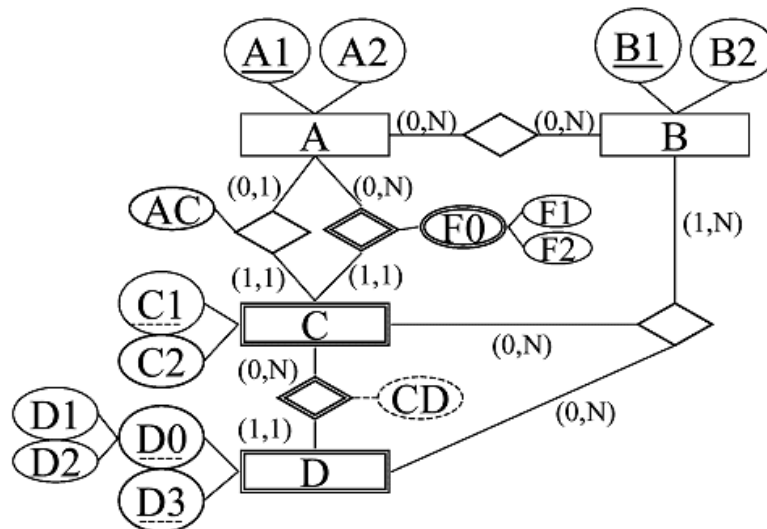 A1 A2 B1 B2
A (0,N) (0,N) B
(0,1) (0,N)
AC F0 F1
F2
(1,N)
(1,1) (1,1)
C1 C
C2 (0,N)
(0,N)
CD
(0,N)
D1 D0
D2 (1,1)
D3 D